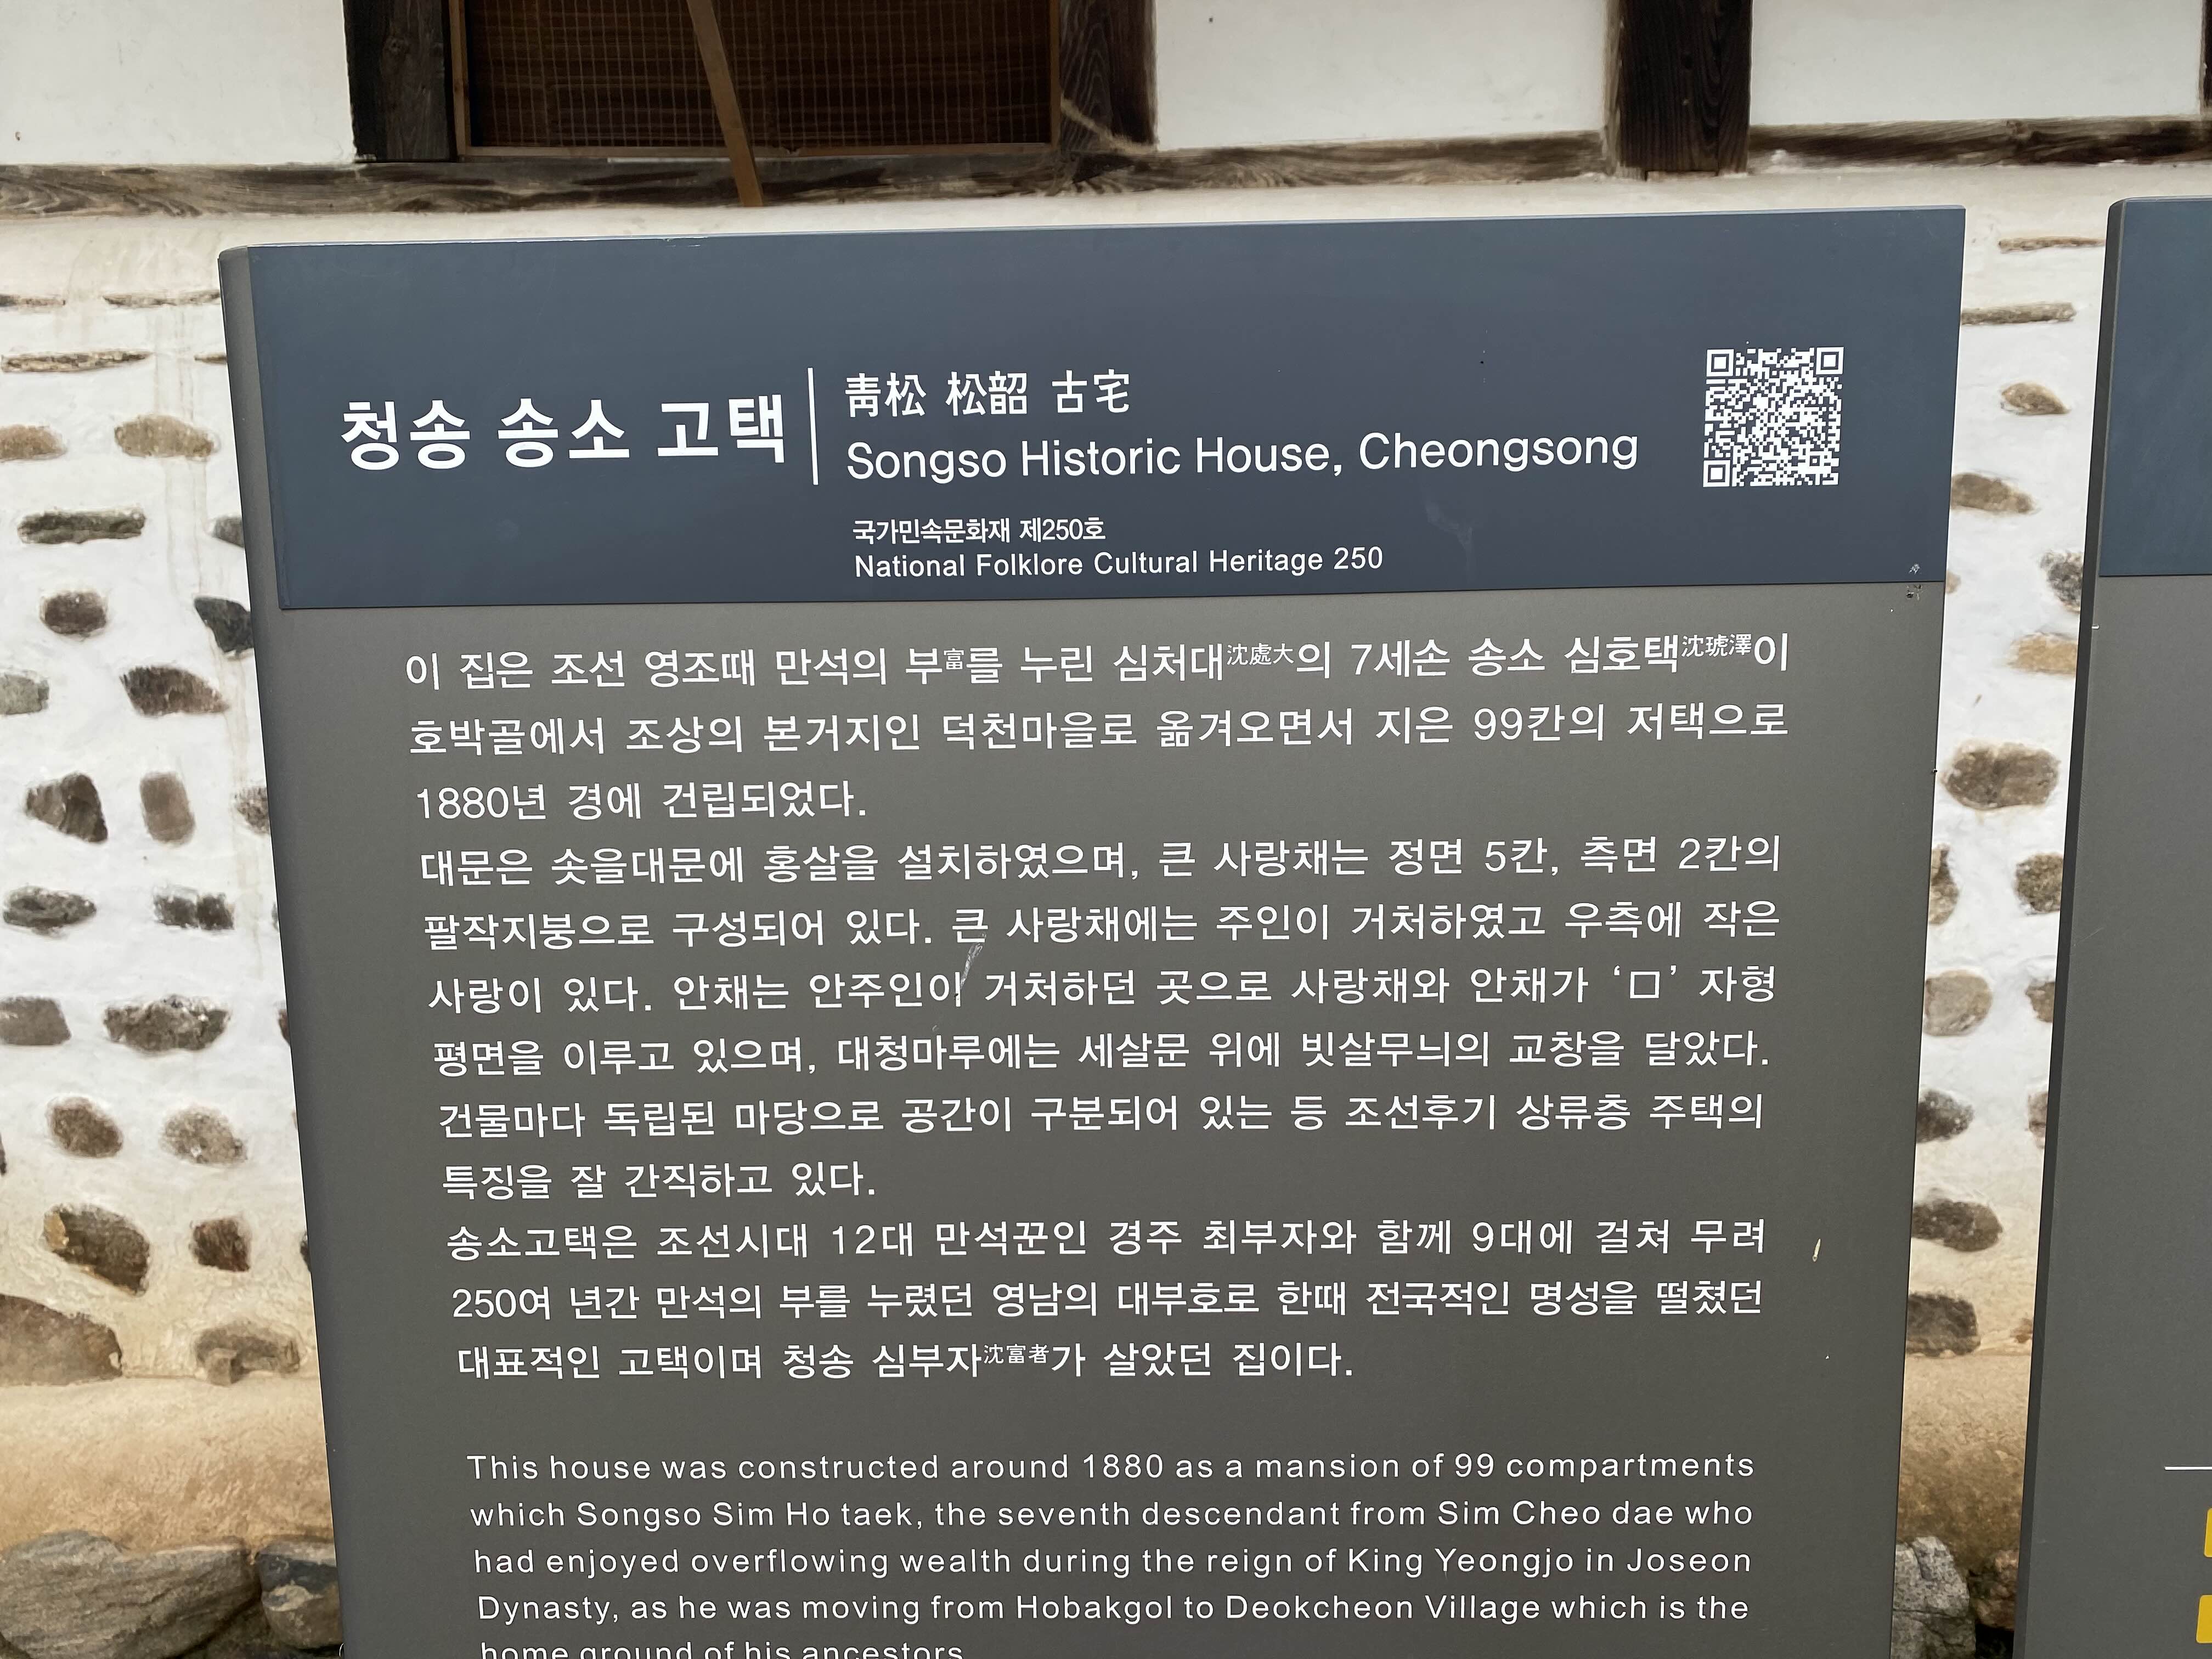 청송 송소 고택
靑松 松韶 古宅
Songso Historic House, Cheongsong
국가민속문화재 제250호
National Folklore Cultural Heritage 250
이 집은 조선 영조때 만석의 부富를 누린 심처대沈處大의 7세손 송소 심호택沈琥澤이
호박골에서 조상의 본거지인 덕천마을로 옮겨오면서 지은 99칸의 저택으로
1880년 경에 건립되었다.
대문은 솟을대문에 홍살을 설치하였으며, 큰 사랑채는 정면 5칸, 측면 2칸의
팔작지붕으로 구성되어 있다. 큰 사랑채에는 주인이 거처하였고 우측에 작은
사랑이 있다. 안채는 안주인이 거처하던 곳으로 사랑채와 안채가 ‘口’ 자형
평면을 이루고 있으며, 대청마루에는 세살문 위에 빗살무늬의 교창을 달았다.
건물마다 독립된 마당으로 공간이 구분되어 있는 등 조선후기 상류층 주택의
특징을 잘 간직하고 있다.
송소고택은 조선시대 12대 만석꾼인 경주 최부자와 함께 9대에 걸쳐 무려
250여 년간 만석의 부를 누렸던 영남의 대부호로 한때 전국적인 명성을 떨쳤던
대표적인 고택이며 청송 심부자沈富者가 살았던 집이다.
This house was constructed around 1880 as a mansion of 99 compartments
which Songso Sim Ho taek, the seventh descendant from Sim Cheo dae who
had enjoyed overflowing wealth during the reign of King Yeongjo in Joseon
Dynasty, as he was moving from Hobakgol to Deokcheon Village which is the
home ground of his ancestors